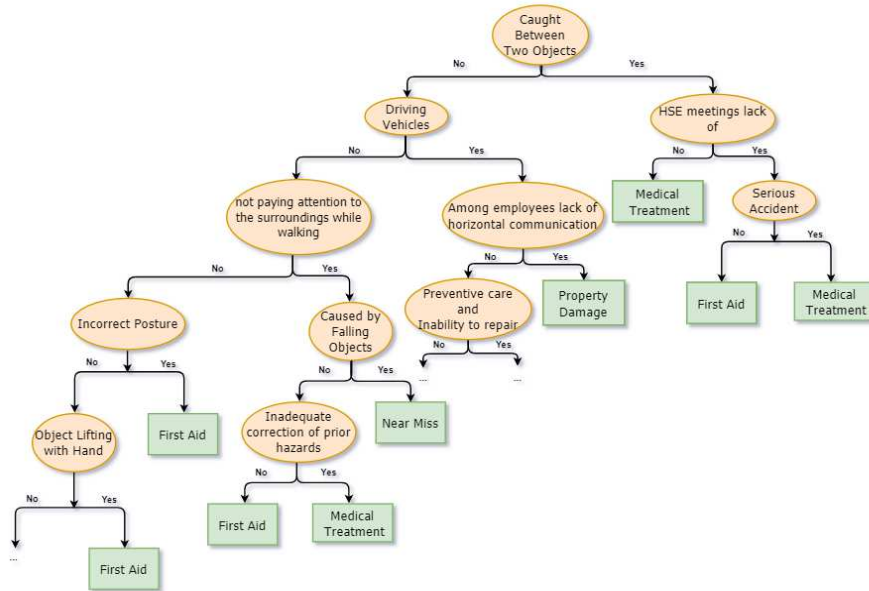 Caught
Between
Two Objects
No
Yes
Driving
Vehicles
HSE meetings lack
of
No
Yes
No
Yes
not paying attention to
the surroundings while
walking
Among employees lack of
horizontal communication
Medical
Treatment
Serious
Accident
No
Yes
No
Yes
No
Yes
Incorrect Posture
Caused by
Falling
Objects
Preventive care
and
Inability to repair
Property
Damage
First Aid
Medical
Treatment
No
Yes
No
Yes
No
Yes
...
...
Object Lifting
with Hand
First Aid
Inadequate
correction of prior
hazards
Near Miss
No
Yes
No
Yes
...
First Aid
First Aid
Medical
Treatment